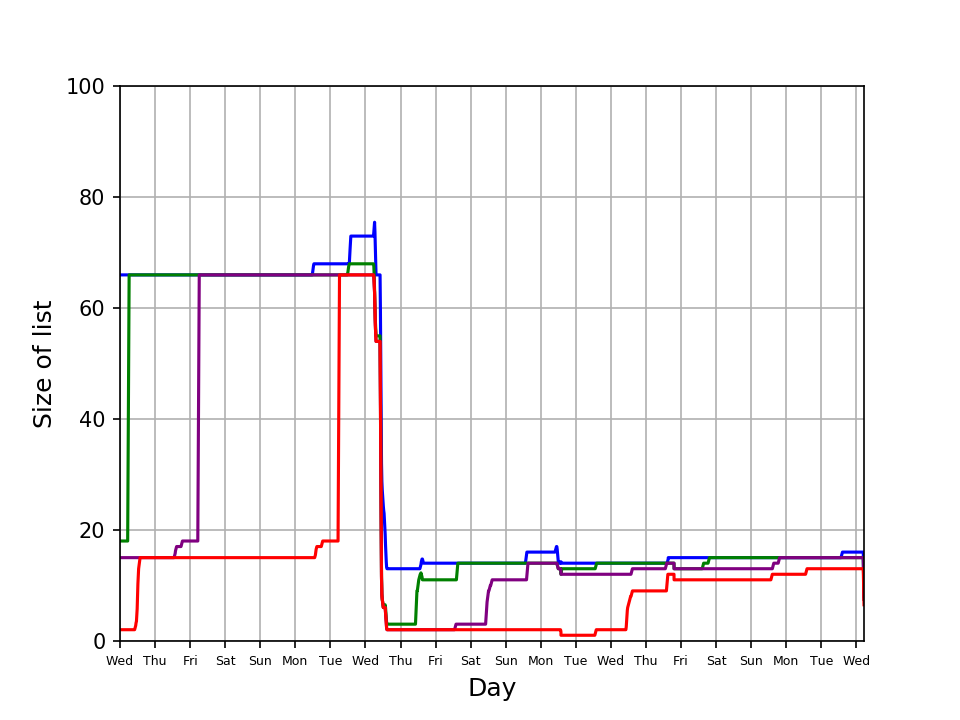 100
80
60
40
20
0
Size of list
Wed Thu Fri Sat Sun Mon Tue Wed Thu Fri Sat Sun Mon Tue Wed Thu Fri Sat Sun Mon Tue Wed
Day